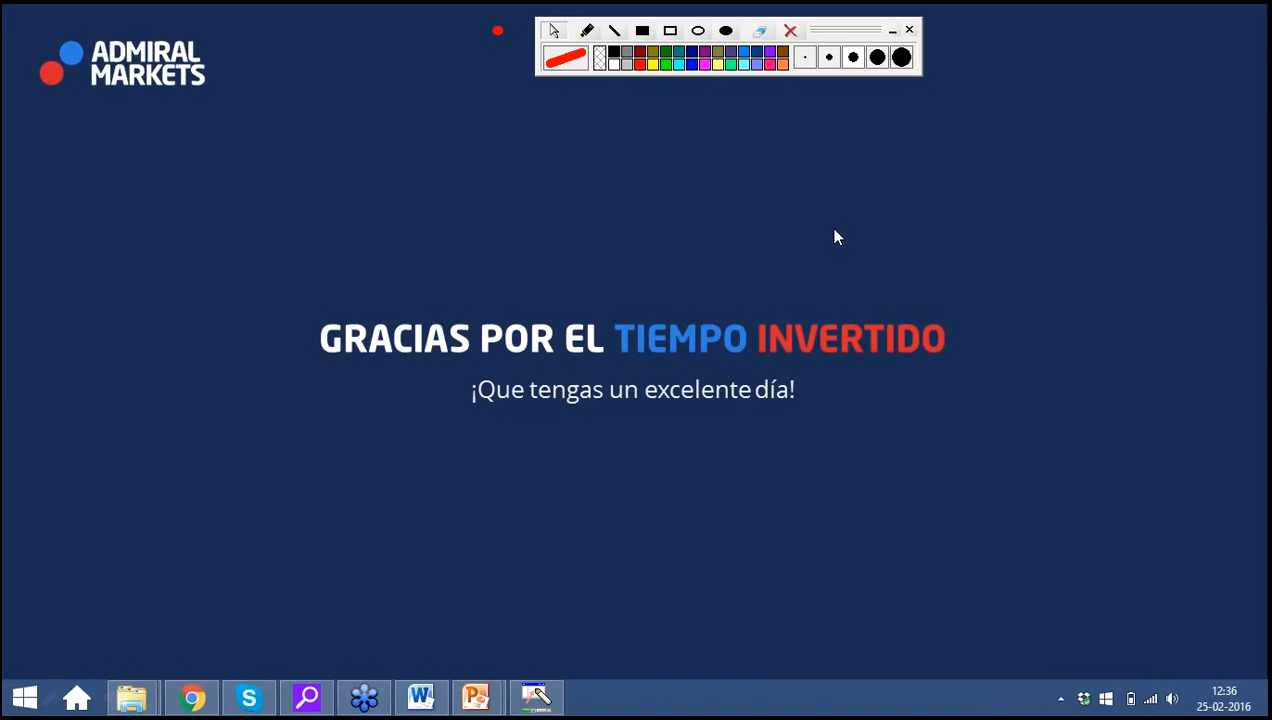 ADMIRAL
MARKETS
GRACIAS POR EL TIEMPO INVERTIDO
¡Que tengas un excelente día!
12:36
25-02-2016